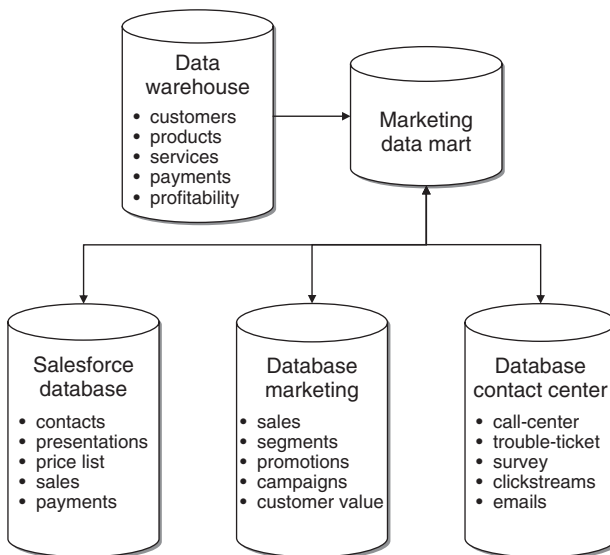 Data
warehouse
• customers
• products
• services
• payments
• profitability
Marketing
data mart
Salesforce
database
• contacts
• presentations
• price list
• sales
• payments
Database
marketing
• sales
• segments
• promotions
• campaigns
• customer value
Database
contact center
• call-center
• trouble-ticket
• survey
• clickstreams
• emails